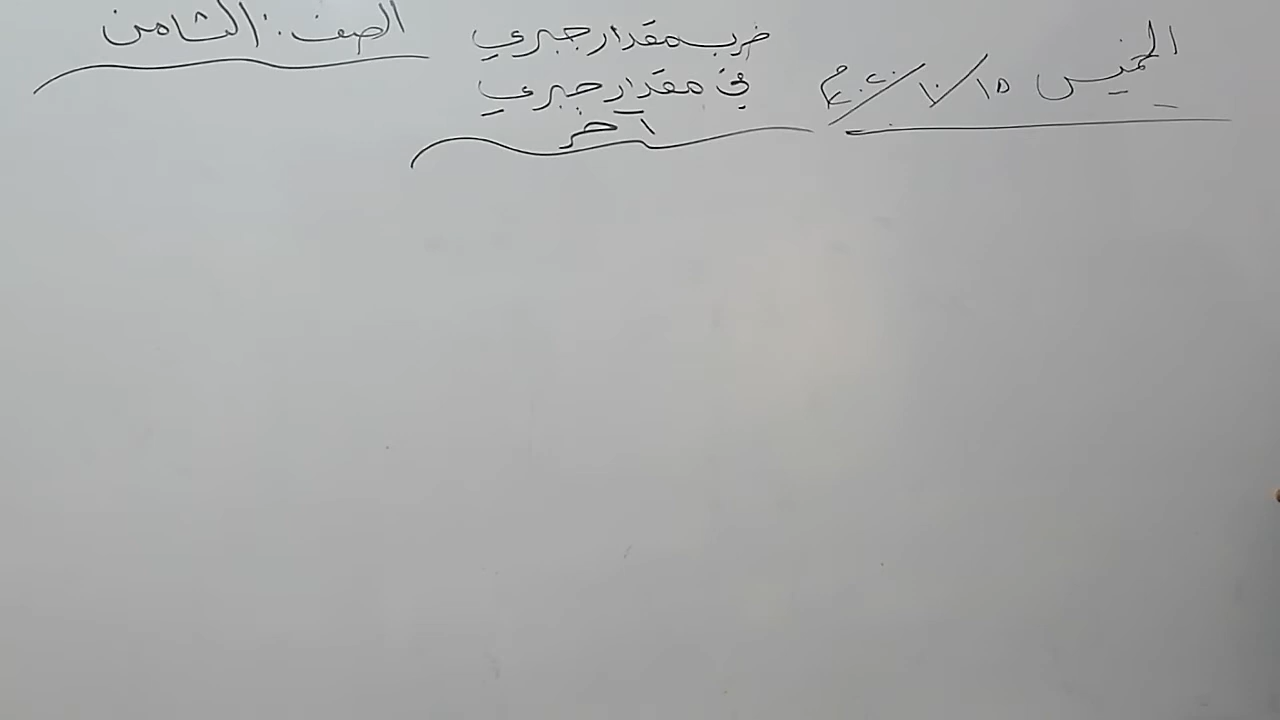 الخميس ١٥/١٠/٢٠٢٠م
ضرب مقدار جبري
في مقدار جبري
آخر
الصف: الثامن